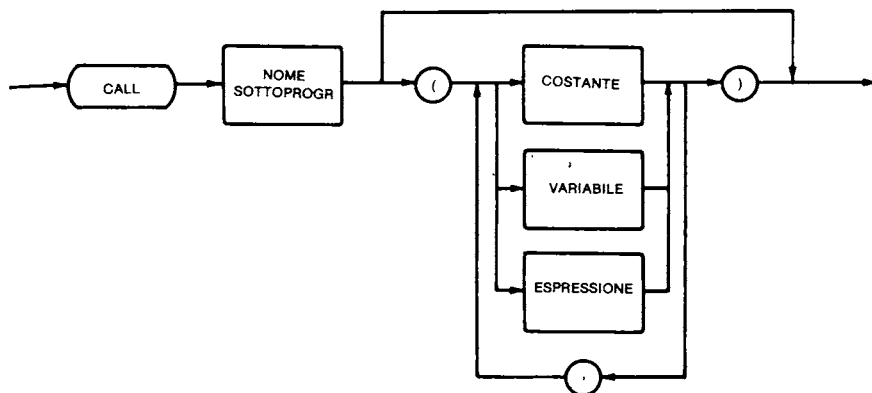 CALL
NOME
SOTTOPROGR
(
COSTANTE
)
VARIABILE
ESPRESSIONE
,